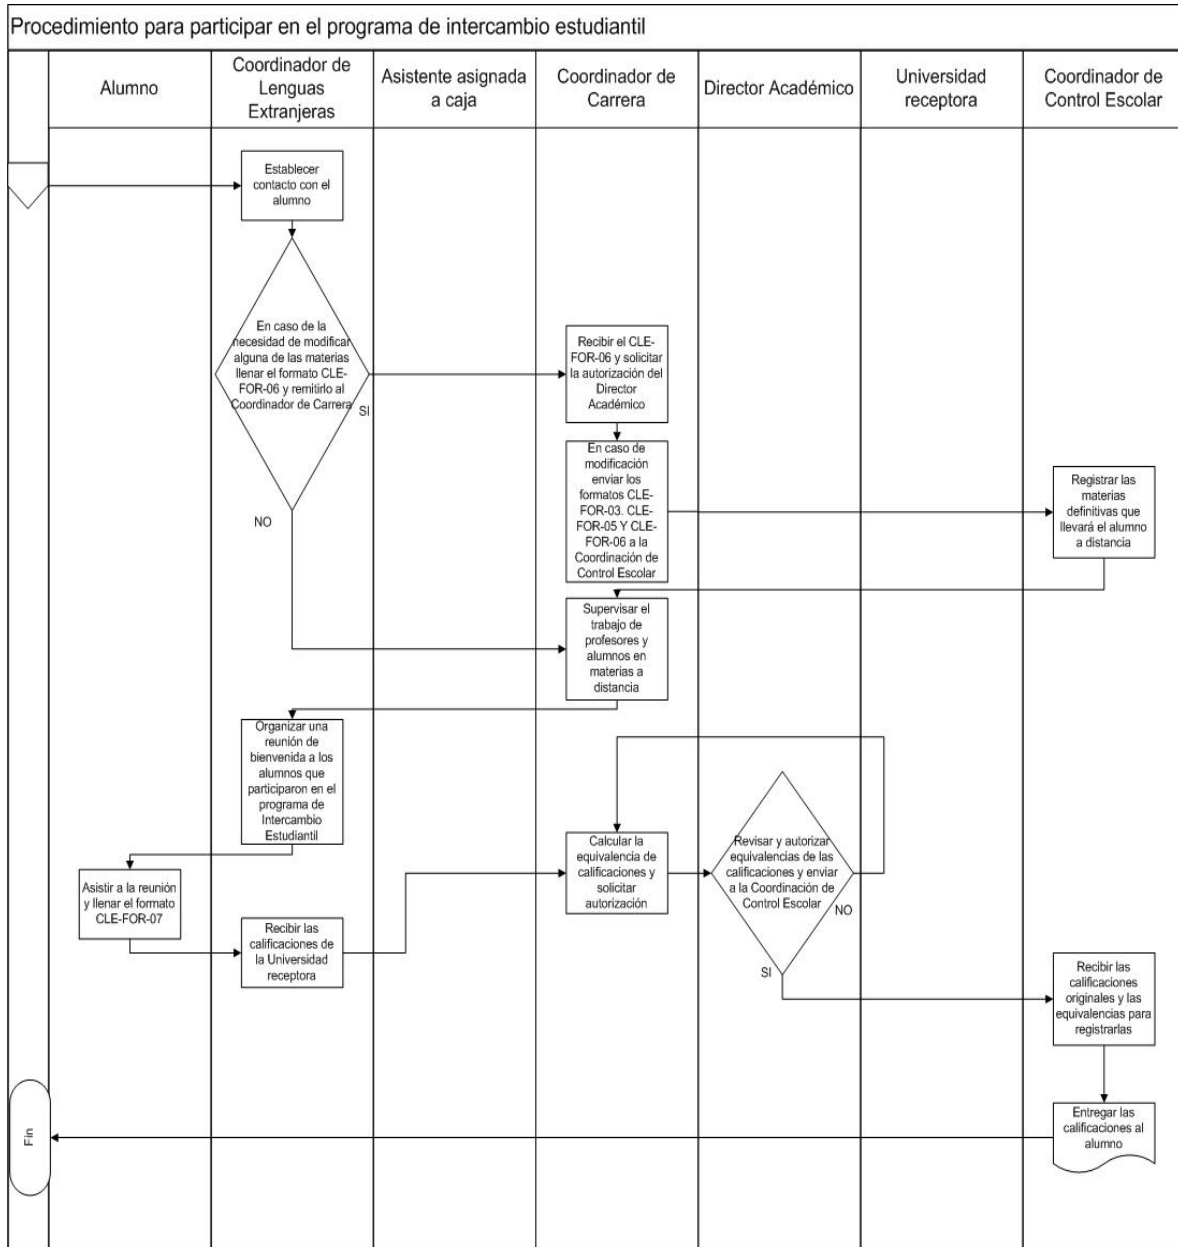 Procedimiento para participar en el programa de intercambio estudiantil
Alumno
Coordinador de
Lenguas
Extranjeras
Asistente asignada
a caja
Coordinador de
Carrera
Director Académico
Universidad
receptora
Coordinador de
Control Escolar
Establecer
contacto con el
alumno
En caso de la
necesidad de modificar
alguna de las materias
llenar el formato CLE-
FOR-06 y remitirlo al
Coordinador de Carrera
SI
NO
Recibir el CLE-
FOR-06 y solicitar
la autorización del
Director
Académico
En caso de
modificación
enviar los
formatos CLE-
FOR-03. CLE-
FOR-05 Y CLE-
FOR-06 a la
Coordinación de
Control Escolar
Registrar las
materias
definitivas que
llevará el alumno
a distancia
Supervisar el
trabajo de
profesores y
alumnos en
materias a
distancia
Organizar una
reunión de
bienvenida a los
alumnos que
participaron en el
programa de
Intercambio
Estudiantil
Asistir a la reunión
y llenar el formato
CLE-FOR-07
Recibir las
calificaciones de
la Universidad
receptora
Calcular la
equivalencia de
calificaciones y
solicitar
autorización
Revisar y autorizar
equivalencias de las
calificaciones y enviar
a la Coordinación de
Control Escolar
NO
SI
Recibir las
calificaciones
originales y las
equivalencias para
registrarlas
Entregar las
calificaciones al
alumno
Fin